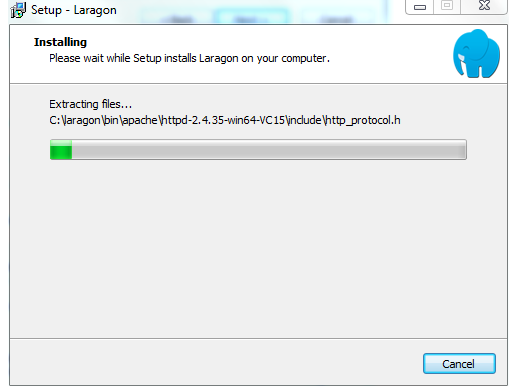 Setup - Laragon
Installing
Please wait while Setup installs Laragon on your computer.
Extracting files...
C:\laragon\bin\apache\httpd-2.4.35-win64-VC15\include\http_protocol.h
Cancel